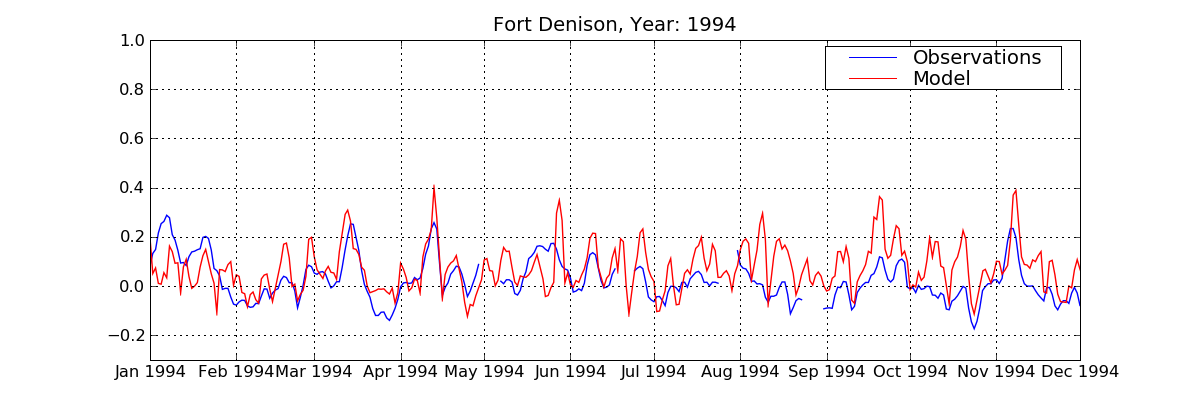 Fort Denison, Year: 1994
1.0
0.8
0.6
0.4
0.2
0.0
−0.2
Observations
Model
Jan 1994 Feb 1994 Mar 1994 Apr 1994 May 1994 Jun 1994 Jul 1994 Aug 1994 Sep 1994 Oct 1994 Nov 1994 Dec 1994